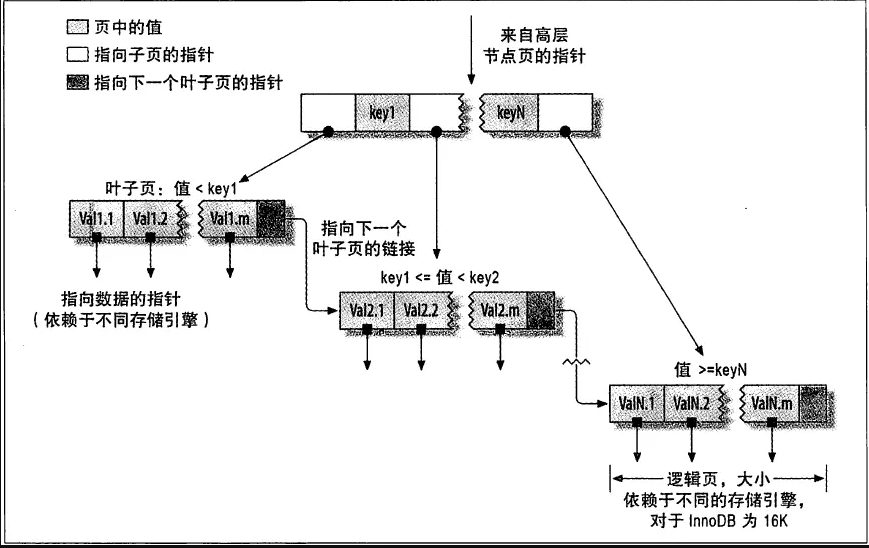 页中的值
指向子页的指针
指向下一个叶子页的指针
来自高层
节点页的指针
key1
keyN
叶子页：值 < key1
Val1.1
Val1.2
Val1.m
指向下一个
叶子页的链接
key1 <= 值 < key2
指向数据的指针
（依赖于不同存储引擎）
Val2.1
Val2.2
Val2.m
值 >=keyN
ValN.1
ValN.2
ValN.m
逻辑页，大小
依赖于不同的存储引擎，
对于 InnoDB 为 16K